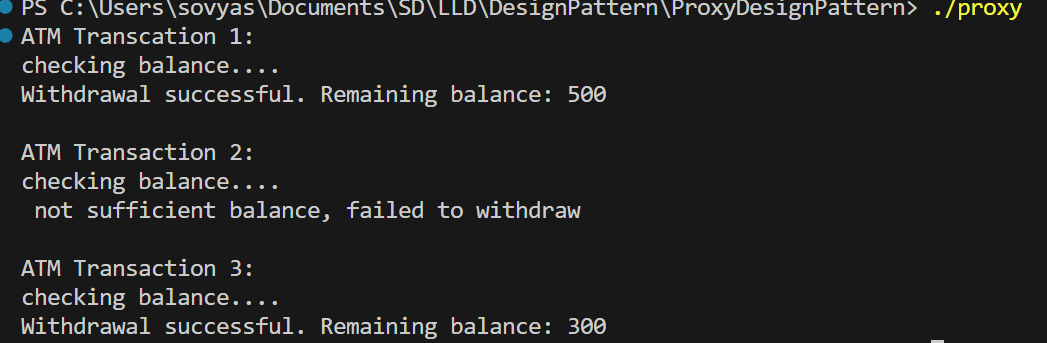 PS C:\Users\sovyas\Documents\SD\LLD\DesignPattern\ProxyDesignPattern> ./proxy
ATM Transcation 1:
checking balance....
Withdrawal successful. Remaining balance: 500
ATM Transaction 2:
checking balance....
not sufficient balance, failed to withdraw
ATM Transaction 3:
checking balance....
Withdrawal successful. Remaining balance: 300